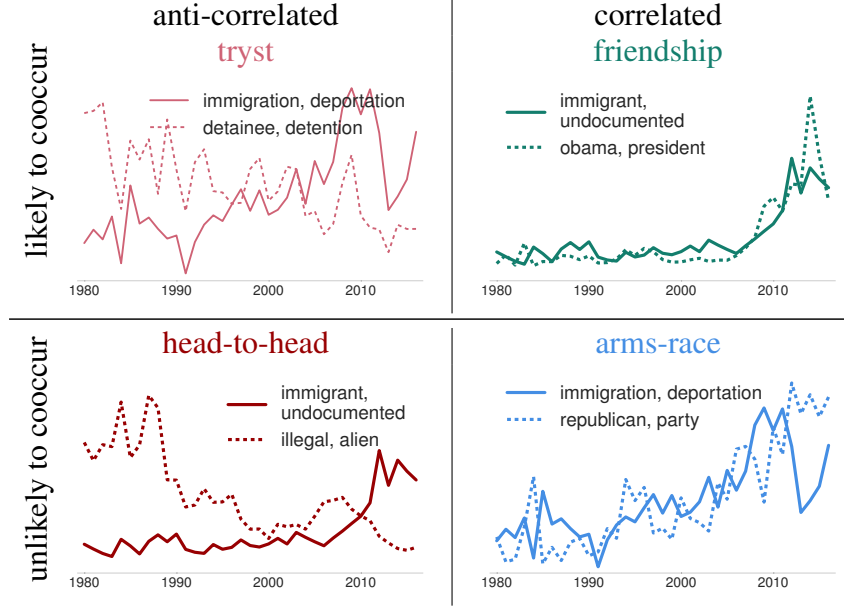 anti-correlated
correlated
likely to cooccur
tryst
immigration, deportation
detainee, detention
1980
1990
2000
2010
friendship
immigrant,
undocumented
obama, president
1980
1990
2000
2010
unlikely to cooccur
head-to-head
immigrant,
undocumented
illegal, alien
1980
1990
2000
2010
arms-race
immigration, deportation
republican, party
1980
1990
2000
2010